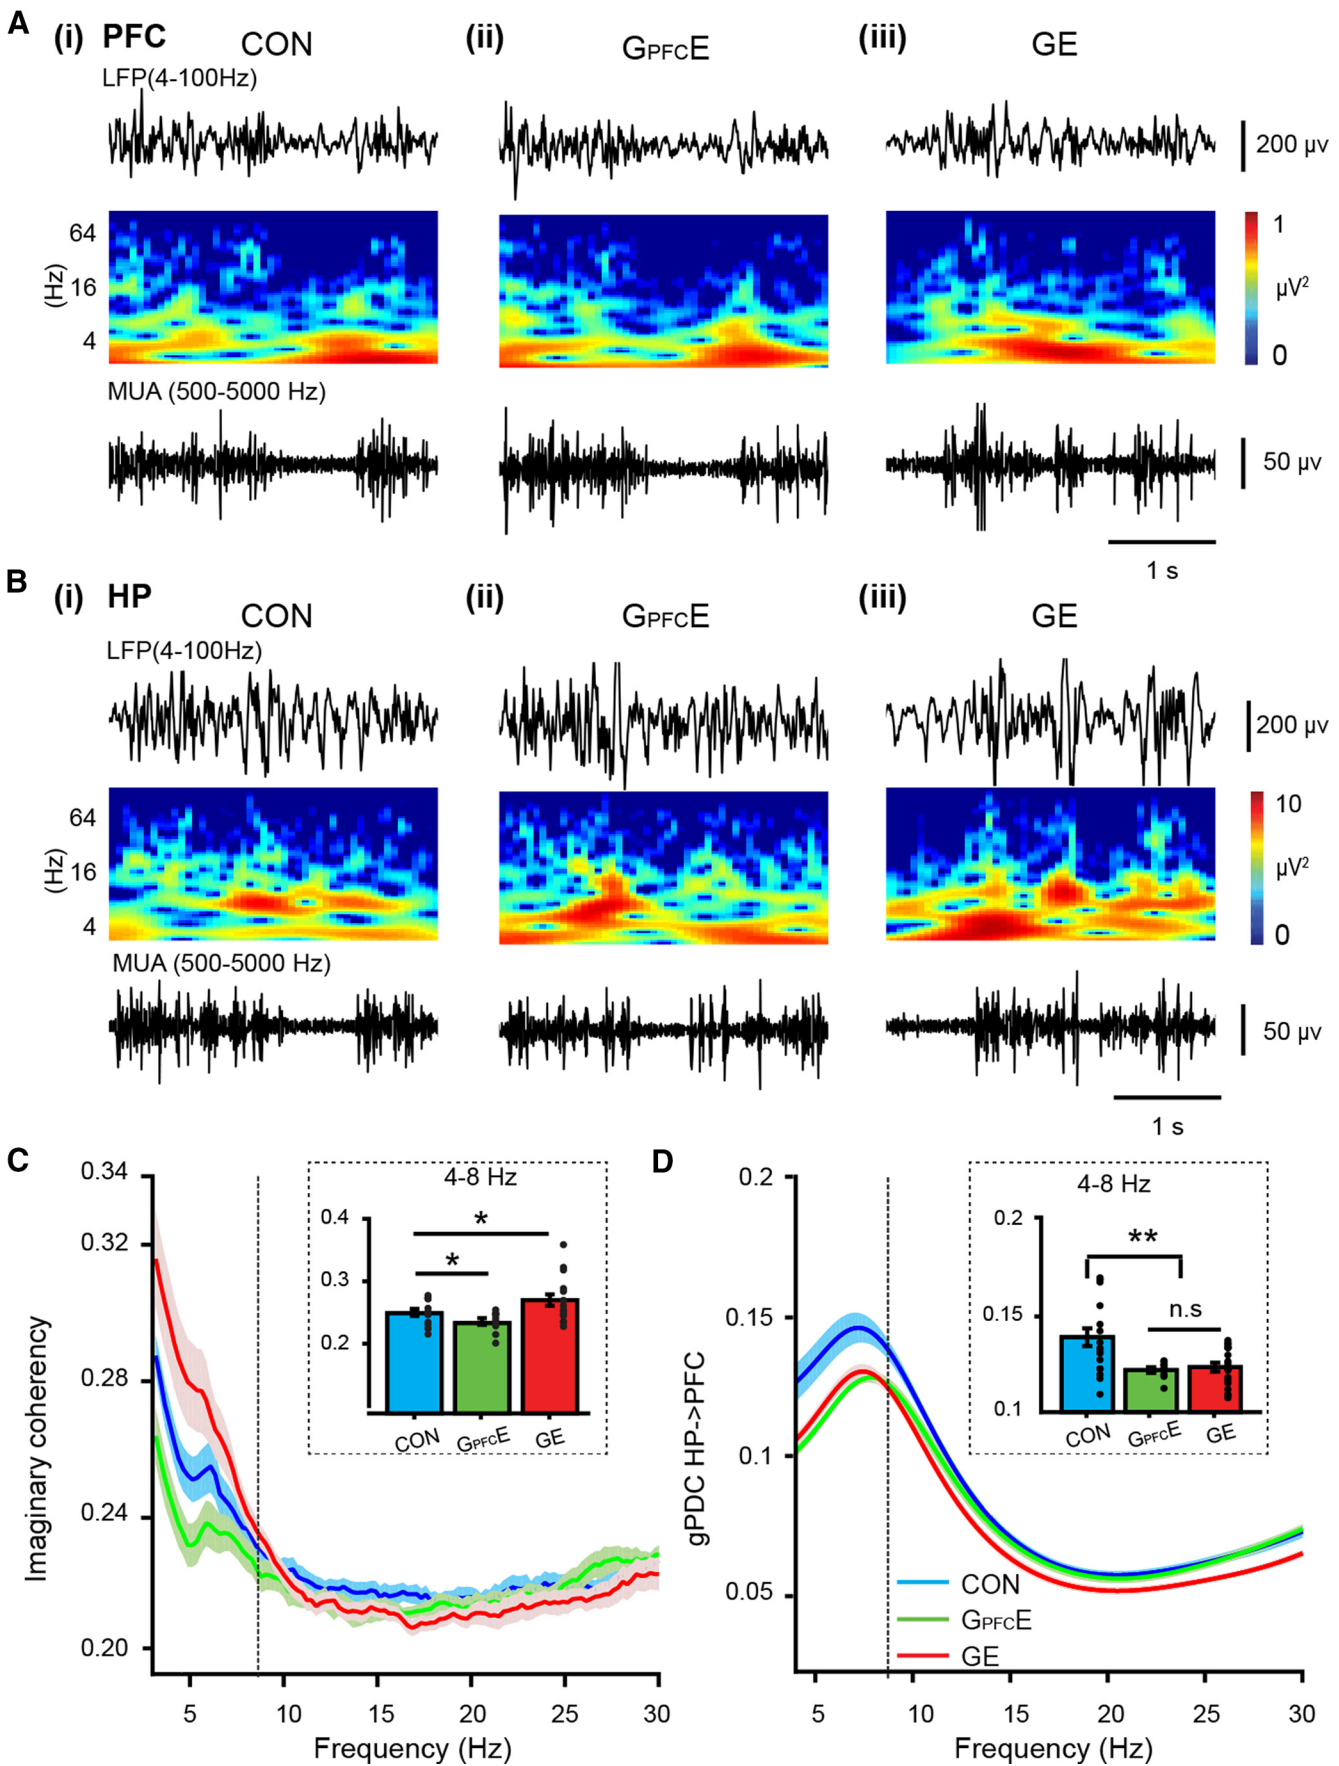 A (i) PFC CON (ii) GPFCE (iii) GE
LFP(4-100Hz)
200 µv
64
16
4
(Hz)
1
µV²
0
MUA (500-5000 Hz)
50 µv
1 s
B (i) HP CON (ii) GPFCE (iii) GE
LFP(4-100Hz)
200 µv
64
16
4
(Hz)
10
µV²
0
MUA (500-5000 Hz)
50 µv
1 s
C
0.34
0.32
0.28
0.24
0.20
Imaginary coherency
5 10 15 20 25 30
Frequency (Hz)
4-8 Hz
0.4
0.3
0.2
*
*
CON GPFCE GE
D
0.2
0.15
0.1
0.05
gPDC HP->PFC
5 10 15 20 25 30
Frequency (Hz)
4-8 Hz
0.2
0.15
0.1
**
n.s
CON GPFCE GE
CON
GPFCE
GE